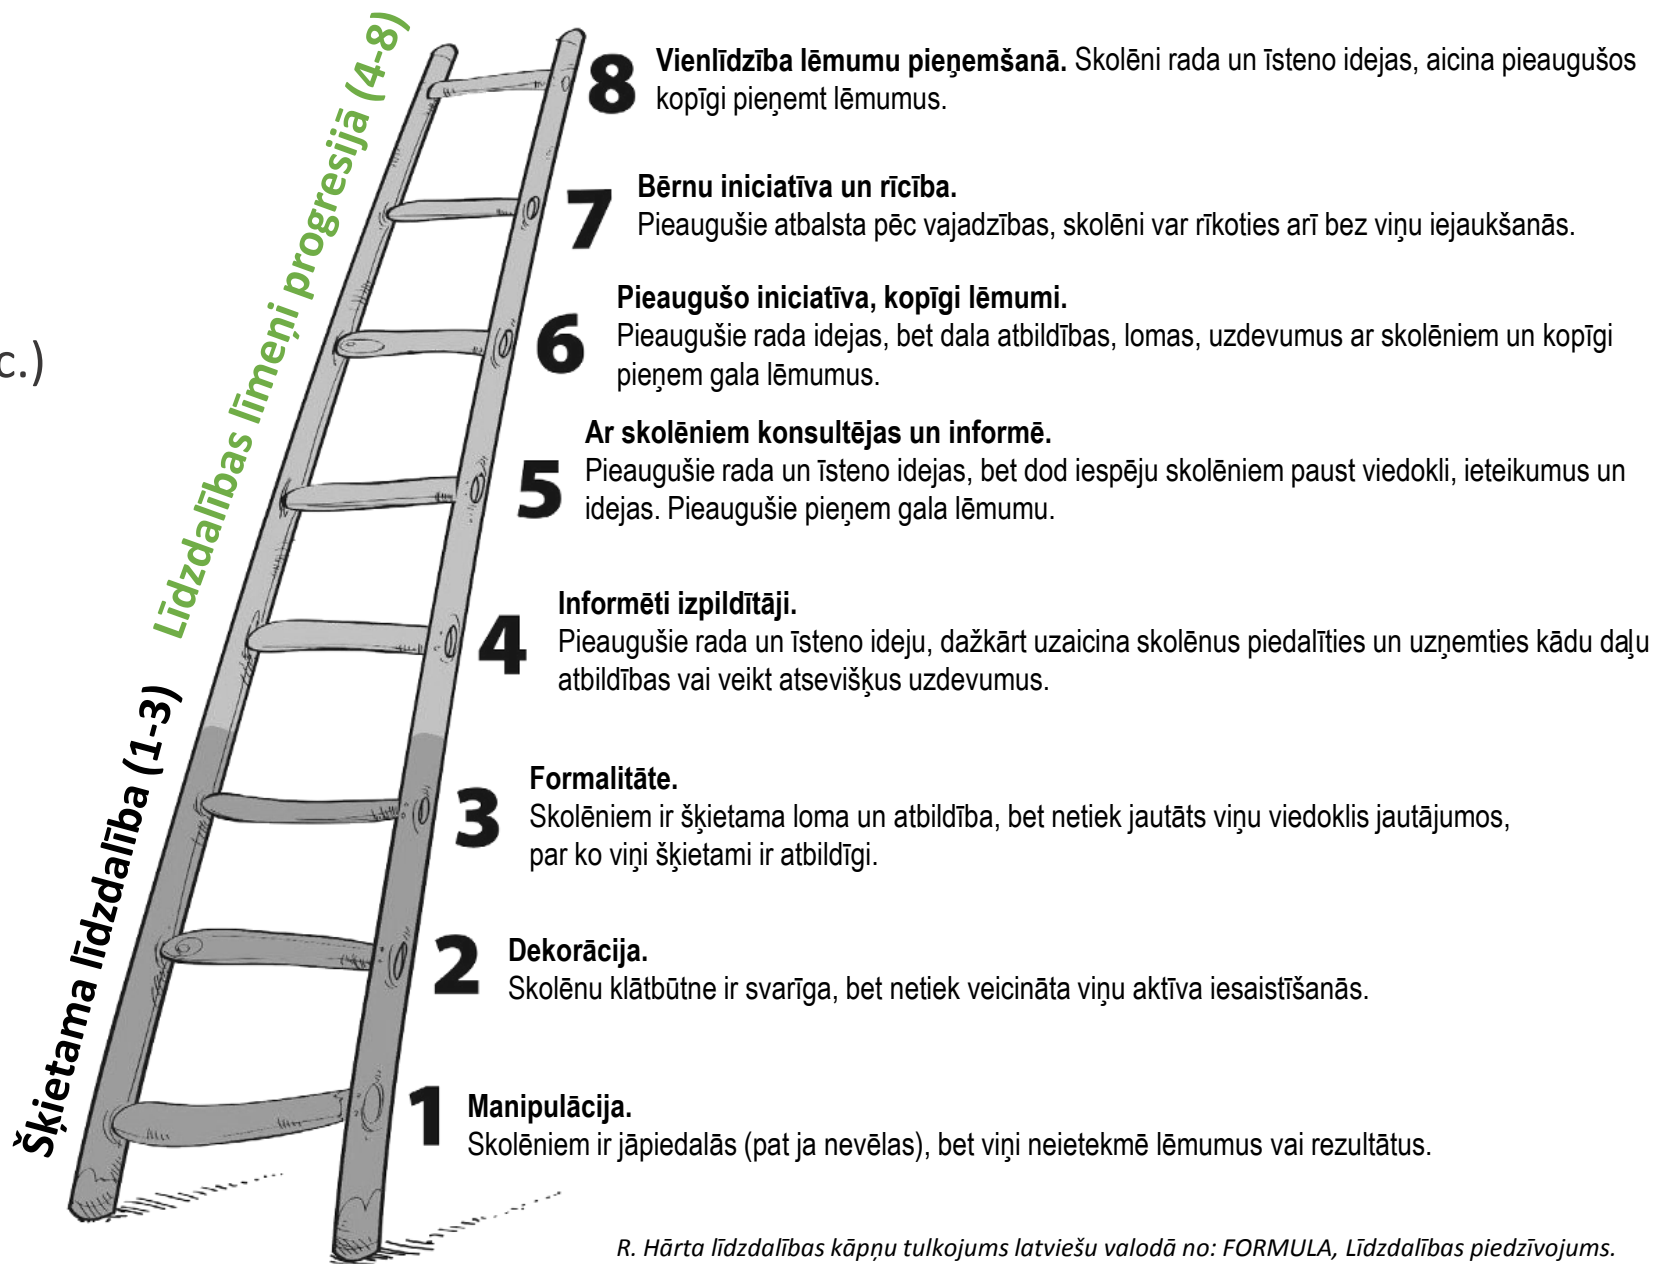 Līdzdalības līmeņi progresijā (4-8)
Šķietama līdzdalība (1-3)
c.)
8
Vienlīdzība lēmumu pieņemšanā. Skolēni rada un īsteno idejas, aicina pieaugušos
kopīgi pieņemt lēmumus.
7
Bērnu iniciatīva un rīcība.
Pieaugušie atbalsta pēc vajadzības, skolēni var rīkoties arī bez viņu iejaukšanās.
6
Pieaugušo iniciatīva, kopīgi lēmumi.
Pieaugušie rada idejas, bet dala atbildības, lomas, uzdevumus ar skolēniem un kopīgi
pieņem gala lēmumus.
5
Ar skolēniem konsultējas un informē.
Pieaugušie rada un īsteno idejas, bet dod iespēju skolēniem paust viedokli, ieteikumus un
idejas. Pieaugušie pieņem gala lēmumu.
4
Informēti izpildītāji.
Pieaugušie rada un īsteno ideju, dažkārt uzaicina skolēnus piedalīties un uzņemties kādu daļu
atbildības vai veikt atsevišķus uzdevumus.
3
Formalitāte.
Skolēniem ir šķietama loma un atbildība, bet netiek jautāts viņu viedoklis jautājumos,
par ko viņi šķietami ir atbildīgi.
2
Dekorācija.
Skolēnu klātbūtne ir svarīga, bet netiek veicināta viņu aktīva iesaistīšanās.
1
Manipulācija.
Skolēniem ir jāpiedalās (pat ja nevēlas), bet viņi neietekmē lēmumus vai rezultātus.
R. Hārta līdzdalības kāpņu tulkojums latviešu valodā no: FORMULA, Līdzdalības piedzīvojums.